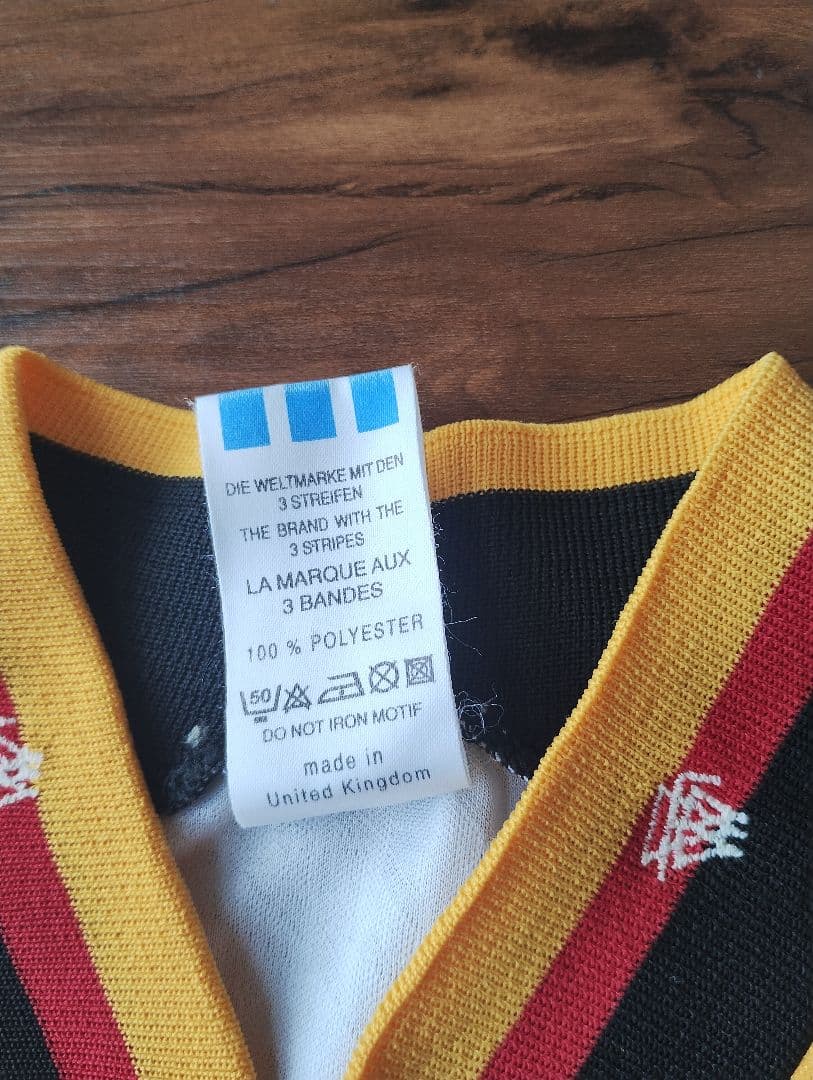 DIE WELTMARKE MIT DEN
3 STREIFEN
THE BRAND WITH THE
3 STRIPES
LA MARQUE AUX
3 BANDES
100 % POLYESTER
50
DO NOT IRON MOTIF
made in
United Kingdom